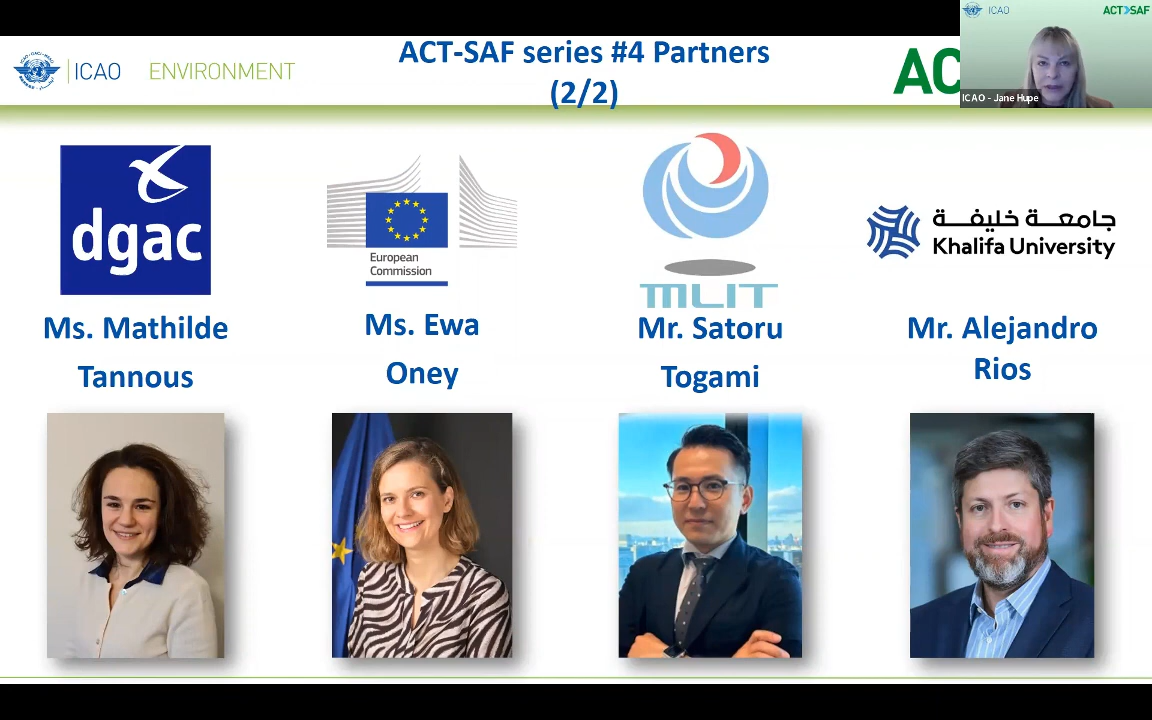 ICAO
ACT SAF
ICAO - Jane Hupe
ICAO
ENVIRONMENT
ACT-SAF series #4 Partners
(2/2)
AC
dgac
European
Commission
MLIT
جامعة خليفة
Khalifa University
Ms. Mathilde
Tannous
Ms. Ewa
Oney
Mr. Satoru
Togami
Mr. Alejandro
Rios